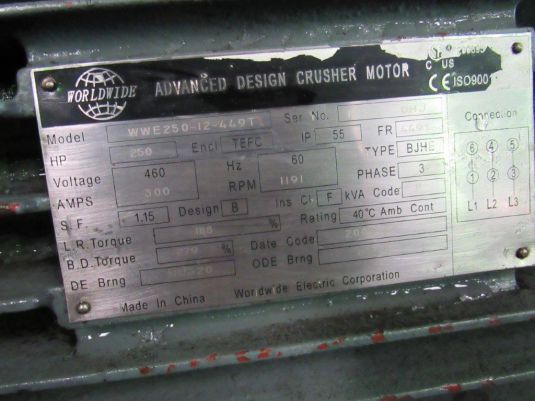 WORLDWIDE ADVANCED DESIGN CRUSHER MOTOR C US
CE ISO9001
Model WWE250-12-449T Ser No. Connection
HP 250 Encl TEFC IP 55 FR 449T
Voltage 460 Hz 60 TYPE BJHE
AMPS 300 RPM 1191 PHASE 3
S.F. 1.15 Design B Ins Cl F kVA Code
L.R.Torque % Rating 40°C Amb Cont
B.D.Torque % Date Code
DE Brng ODE Brng
6 4 5
1 2 3
L1 L2 L3
Made In China Worldwide Electric Corporation